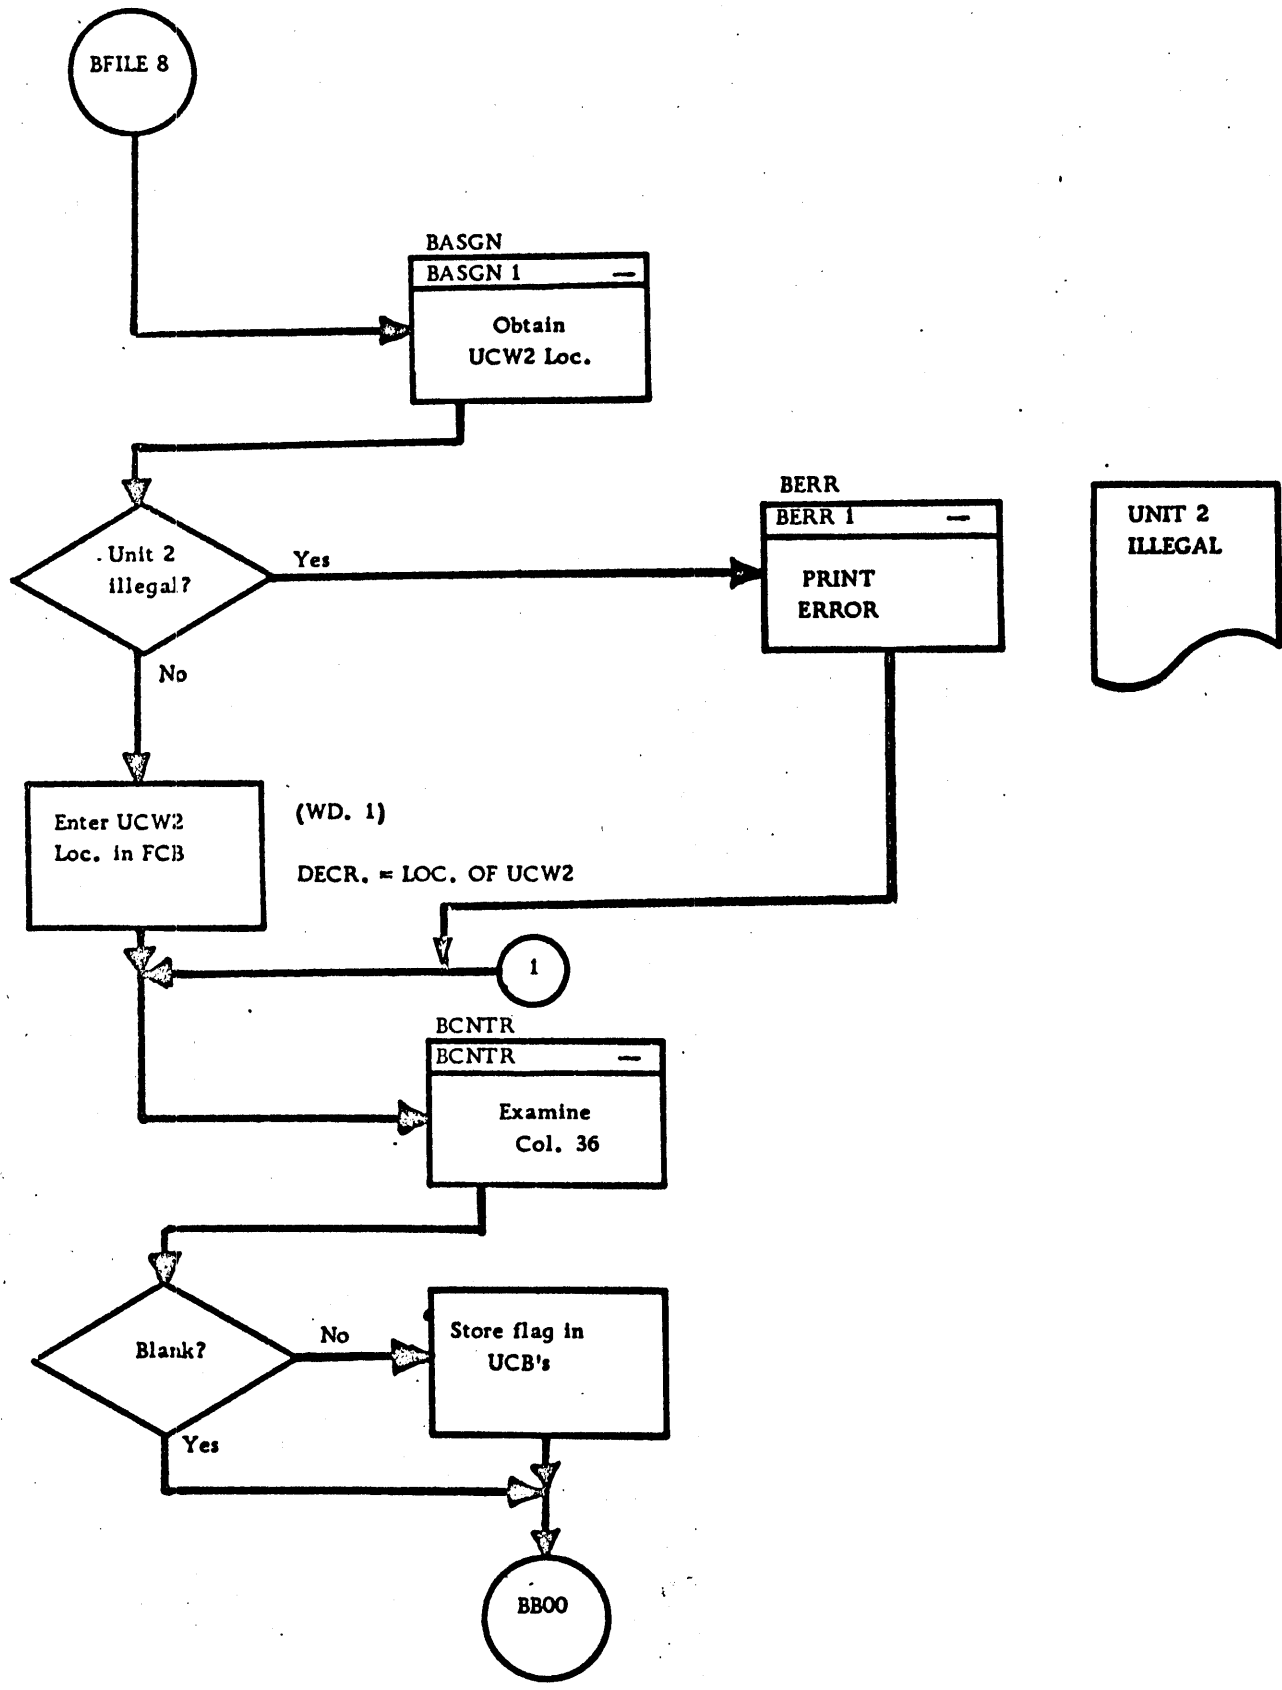 BFILE 8
BASGN
BASGN 1 —
Obtain
UCW2 Loc.
Unit 2
illegal?
Yes
No
BERR
BERR 1 —
PRINT
ERROR
UNIT 2
ILLEGAL
Enter UCW2
Loc. in FCB
(WD. 1)
DECR. = LOC. OF UCW2
1
BCNTR
BCNTR —
Examine
Col. 36
Blank?
No
Yes
Store flag in
UCB's
BB00